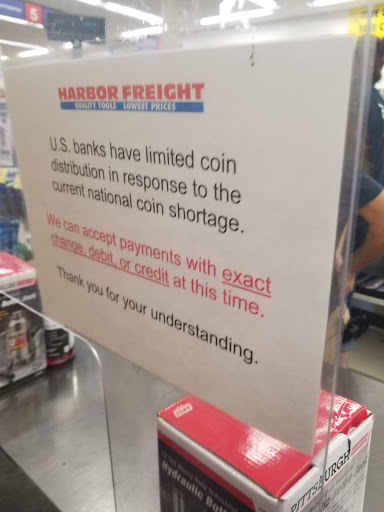 5
HARBOR FREIGHT
QUALITY TOOLS LOWEST PRICES
U.S. banks have limited coin
distribution in response to the
current national coin shortage.
We can accept payments with exact
change, debit, or credit at this time.
Thank you for your understanding.
PITTSBURGH
Hydraulic